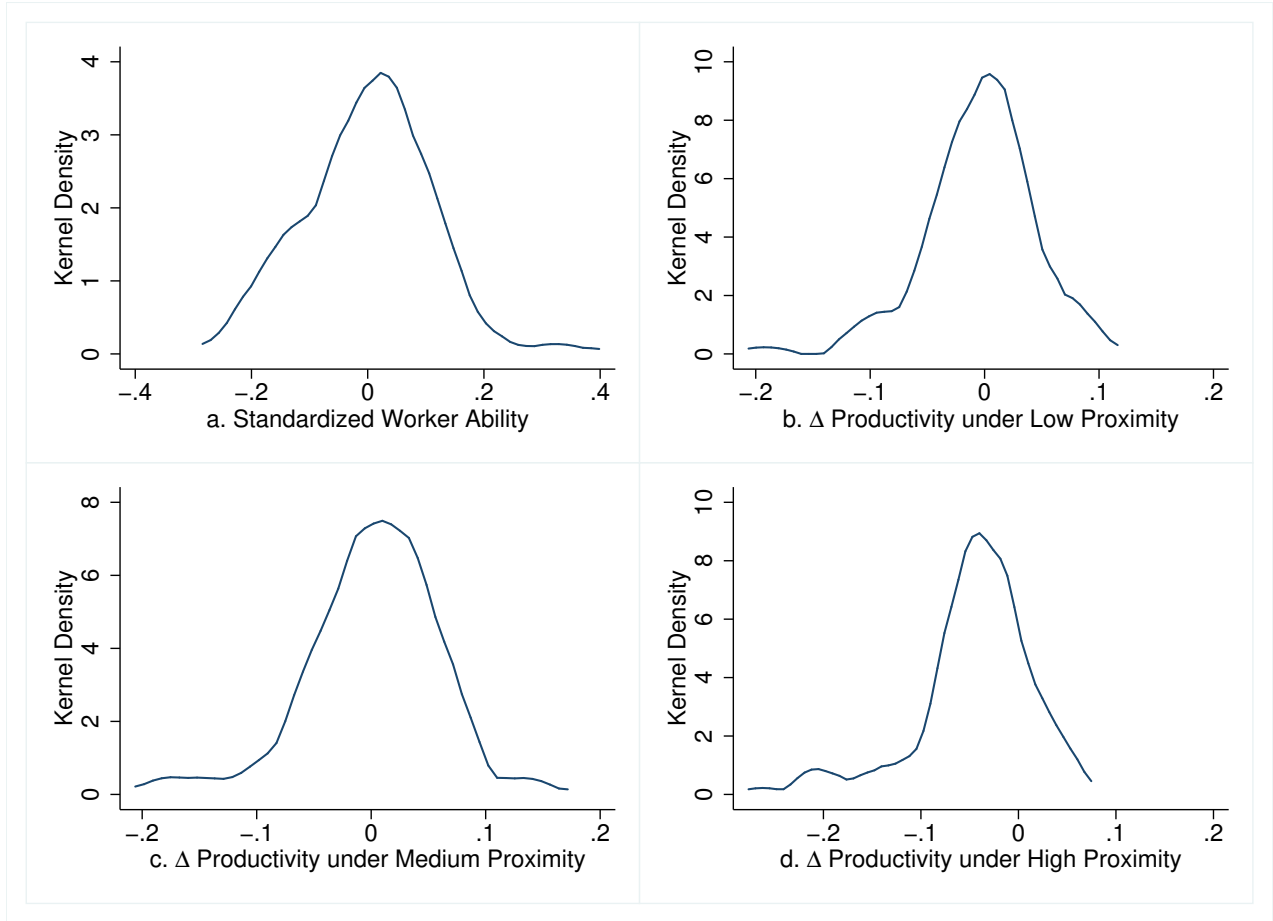 Kernel Density
4
3
2
1
0
−.4 −.2 0 .2 .4
a. Standardized Worker Ability
Kernel Density
10
8
6
4
2
0
−.2 −.1 0 .1 .2
b. Δ Productivity under Low Proximity
Kernel Density
8
6
4
2
0
−.2 −.1 0 .1 .2
c. Δ Productivity under Medium Proximity
Kernel Density
10
8
6
4
2
0
−.2 −.1 0 .1 .2
d. Δ Productivity under High Proximity